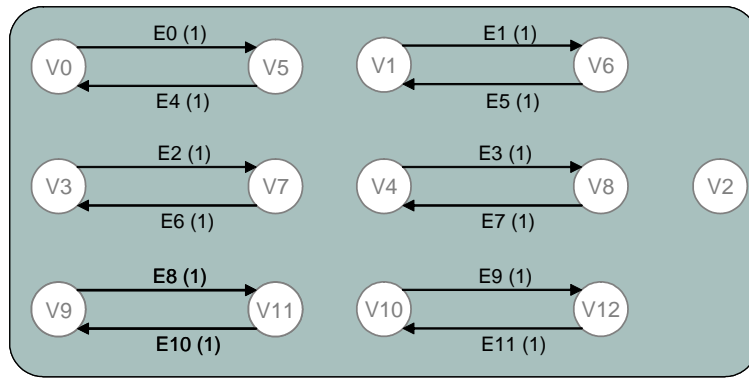 E0 (1)
E1 (1)
V0
V5
V1
V6
E4 (1)
E5 (1)
E2 (1)
E3 (1)
V3
V7
V4
V8
V2
E6 (1)
E7 (1)
E8 (1)
E9 (1)
V9
V11
V10
V12
E10 (1)
E11 (1)